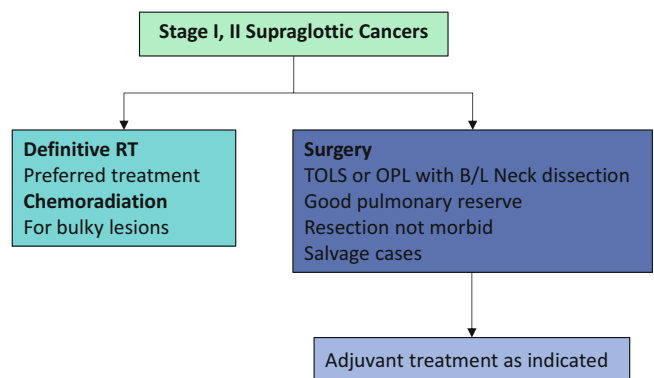 Stage I, II Supraglottic Cancers
Definitive RT
Preferred treatment
Chemoradiation
For bulky lesions
Surgery
TOLS or OPL with B/L Neck dissection
Good pulmonary reserve
Resection not morbid
Salvage cases
Adjuvant treatment as indicated